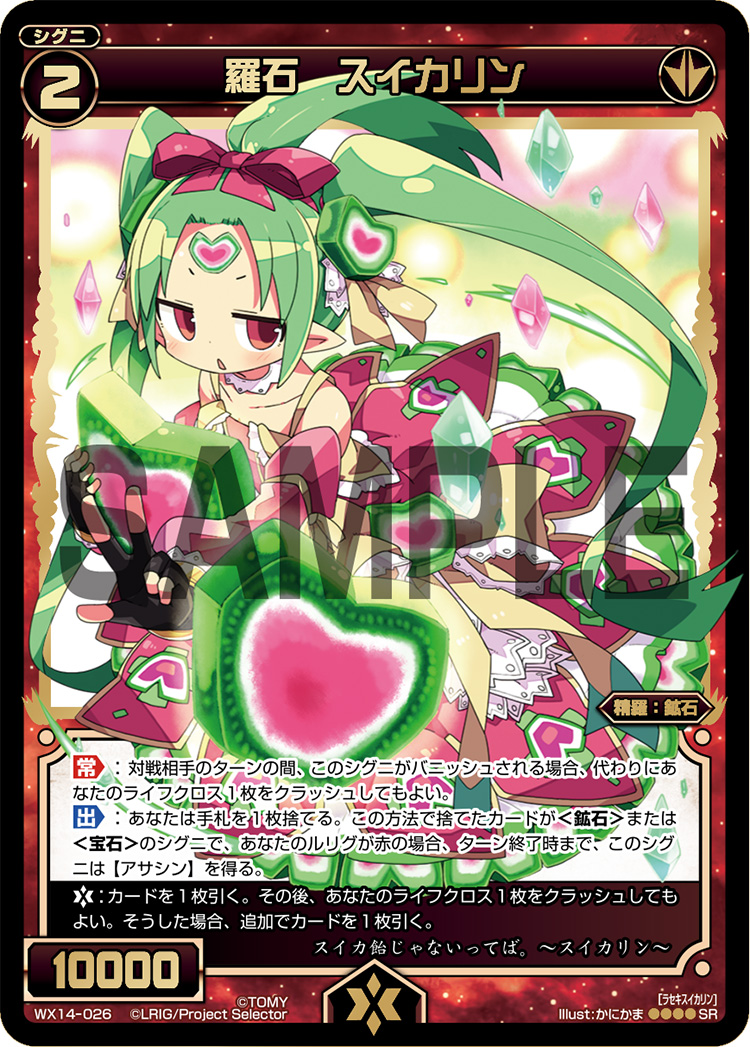 シグニ
2
羅石　スイカリン
SAMPLE
精羅：鉱石
常：対戦相手のターンの間、このシグニがバニッシュされる場合、代わりにあ
なたのライフクロス１枚をクラッシュしてもよい。
出：あなたは手札を１枚捨てる。この方法で捨てたカードが<鉱石>または
<宝石>のシグニで、あなたのルリグが赤の場合、ターン終了時まで、このシグ
ニは【アサシン】を得る。
：カードを１枚引く。その後、あなたのライフクロス１枚をクラッシュしても
よい。そうした場合、追加でカードを１枚引く。
スイカ飴じゃないってば。～スイカリン～
10000
WX14-026 ©LRIG/Project Selector
©TOMY
[ラセキスイカリン]
Illust:かにかま
SR